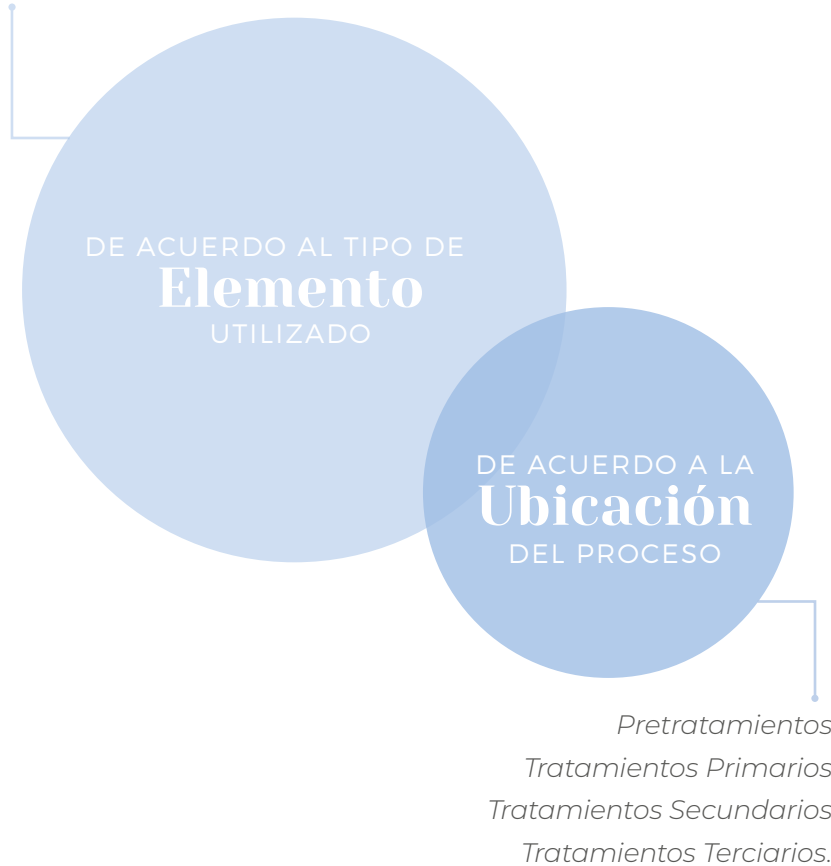 DE ACUERDO AL TIPO DE
Elemento
UTILIZADO
DE ACUERDO A LA
Ubicación
DEL PROCESO
Pretratamientos
Tratamientos Primarios
Tratamientos Secundarios
Tratamientos Terciarios.